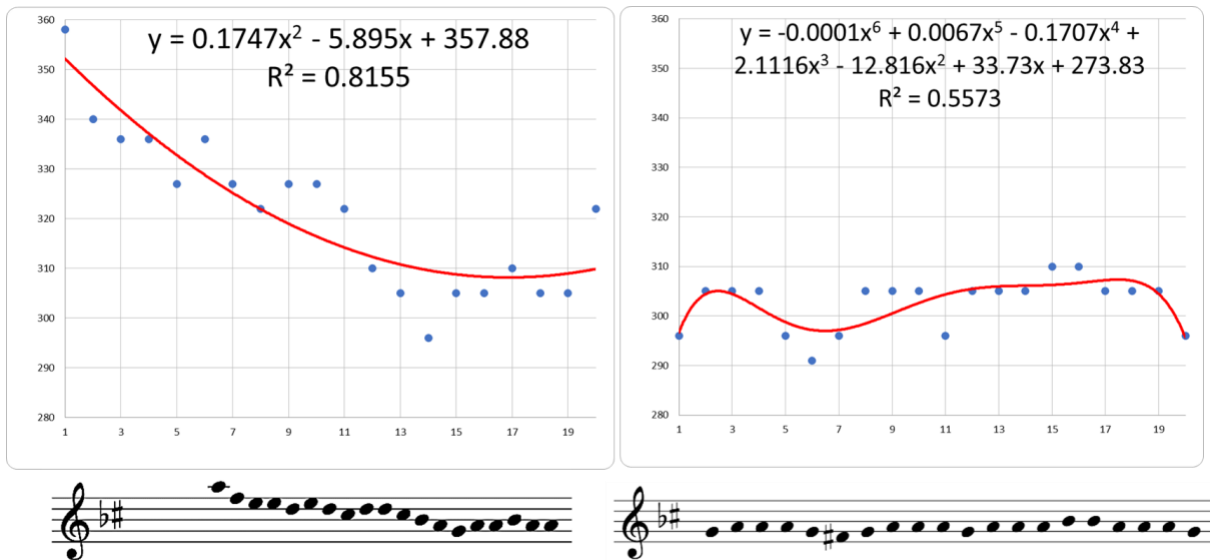 y = 0.1747x² - 5.895x + 357.88
R² = 0.8155
360
350
340
330
320
310
300
290
280
1 3 5 7 9 11 13 15 17 19
y = -0.0001x⁶ + 0.0067x⁵ - 0.1707x⁴ +
2.1116x³ - 12.816x² + 33.73x + 273.83
R² = 0.5573
360
350
340
330
320
310
300
290
280
1 3 5 7 9 11 13 15 17 19